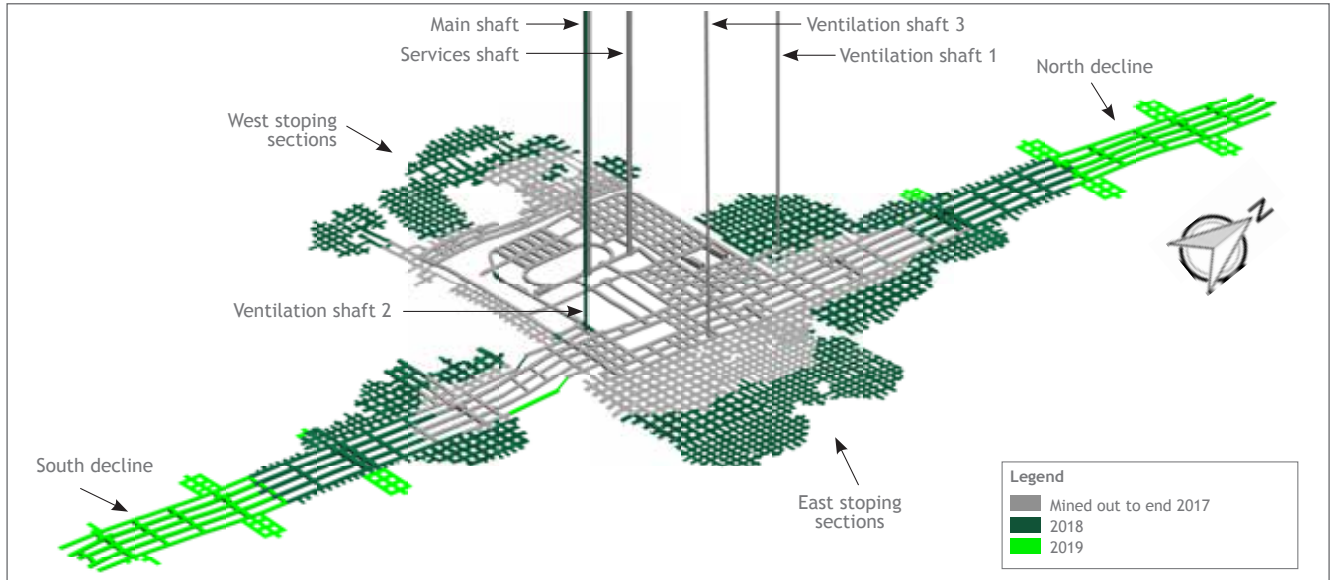 Main shaft
Services shaft
Ventilation shaft 3
Ventilation shaft 1
North decline
West stoping
sections
N
Ventilation shaft 2
South decline
East stoping
sections
Legend
Mined out to end 2017
2018
2019